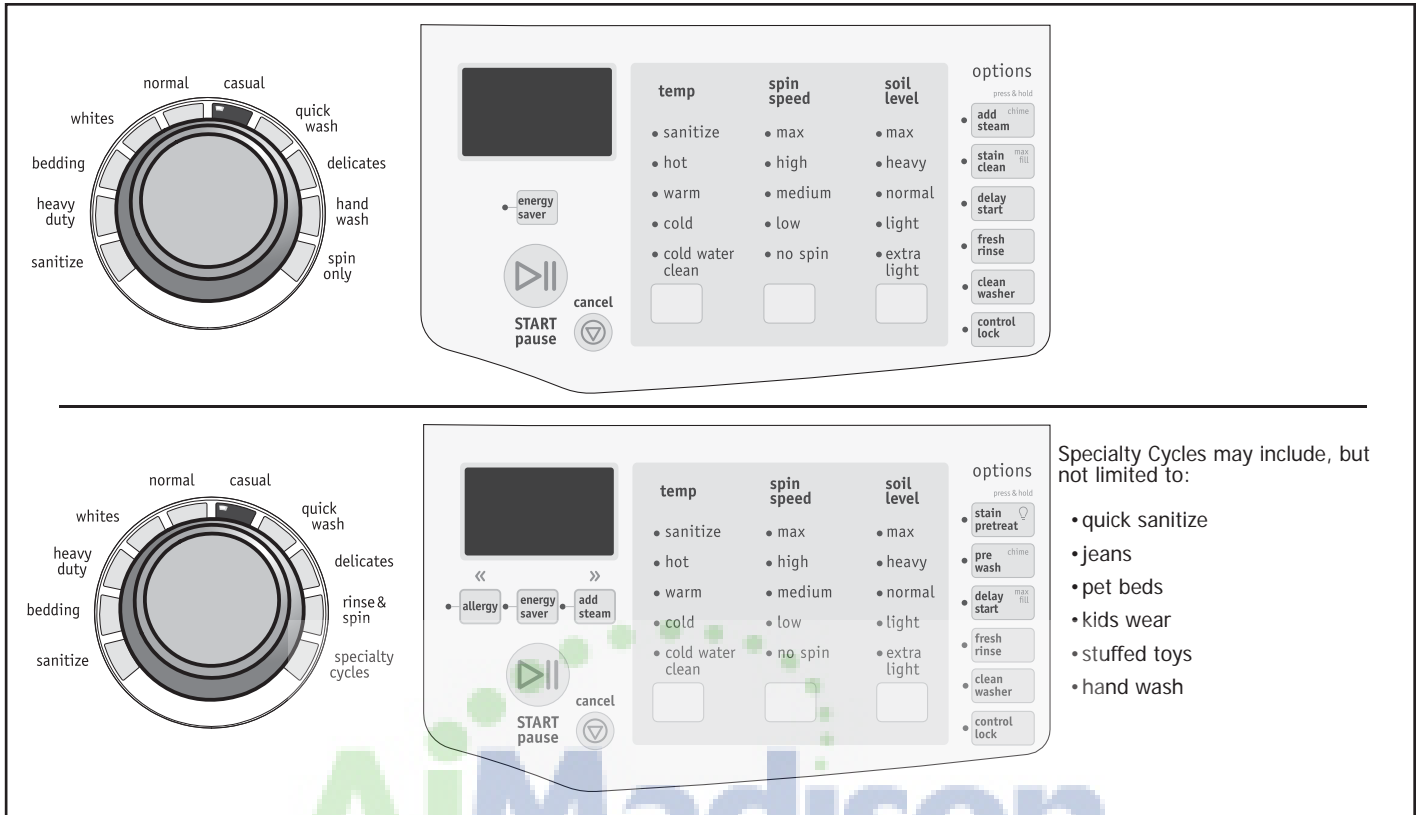 normal
casual
whites
quick
wash
bedding
delicates
heavy
duty
hand
wash
sanitize
spin
only
energy
saver
START
pause
cancel
temp
• sanitize
• hot
• warm
• cold
• cold water
clean
spin
speed
• max
• high
• medium
• low
• no spin
soil
level
• max
• heavy
• normal
• light
• extra
light
options
press & hold
add chime
steam
stain max
clean fill
delay
start
fresh
rinse
clean
washer
control
lock
normal
casual
whites
quick
wash
heavy
duty
delicates
bedding
rinse &
spin
sanitize
specialty
cycles
« »
allergy
energy
saver
add
steam
START
pause
cancel
temp
• sanitize
• hot
• warm
• cold
• cold water
clean
spin
speed
• max
• high
• medium
• low
• no spin
soil
level
• max
• heavy
• normal
• light
• extra
light
options
press & hold
stain
pretreat
pre chime
wash
delay max
start fill
fresh
rinse
clean
washer
control
lock
Specialty Cycles may include, but
not limited to:
• quick sanitize
• jeans
• pet beds
• kids wear
• stuffed toys
• hand wash
AjMadison